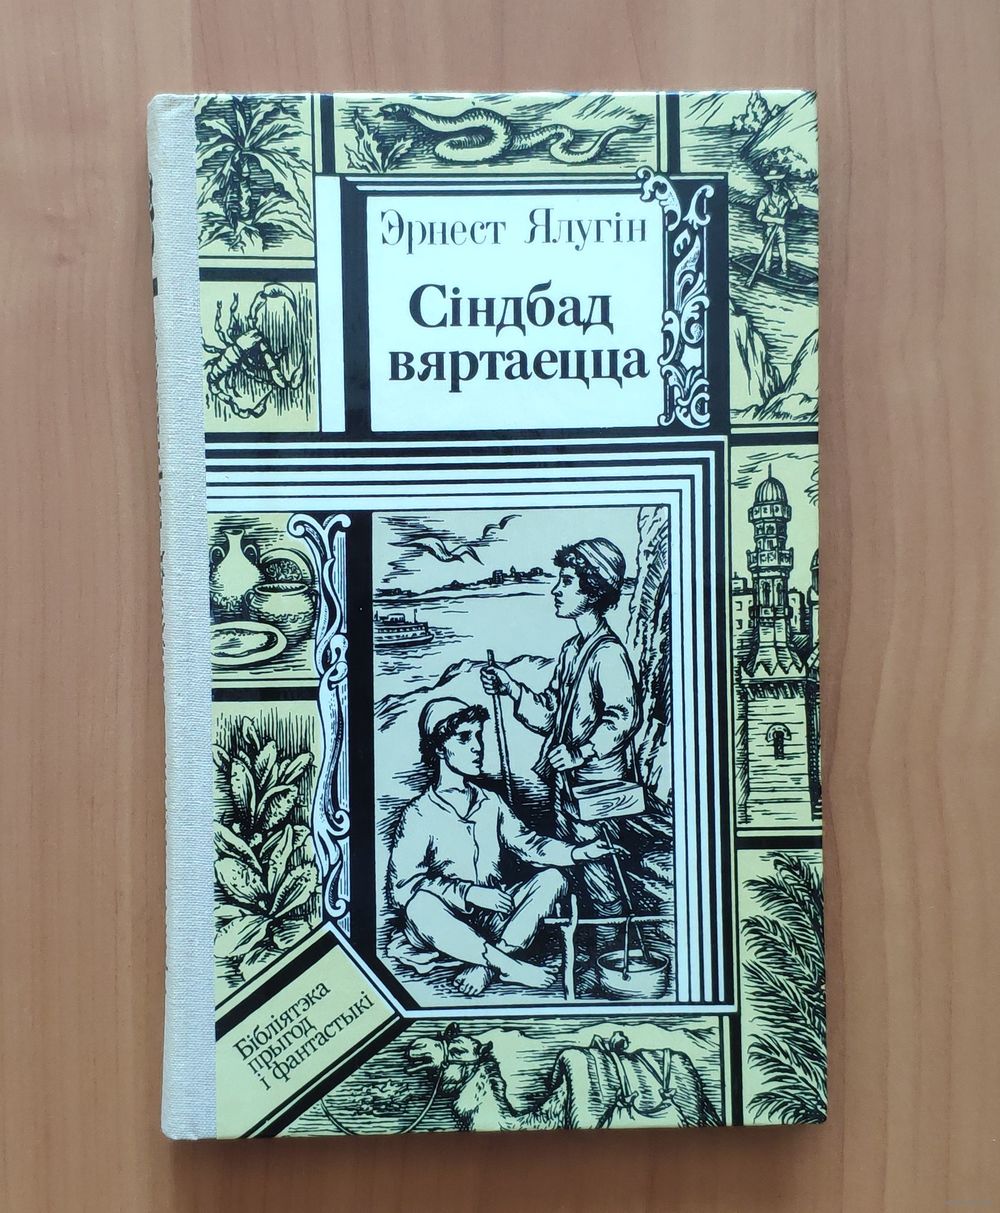 Эрнест Ялугін
Сіндбад
вяртаецца
Бібліятэка
прыгод
і фантастыкі